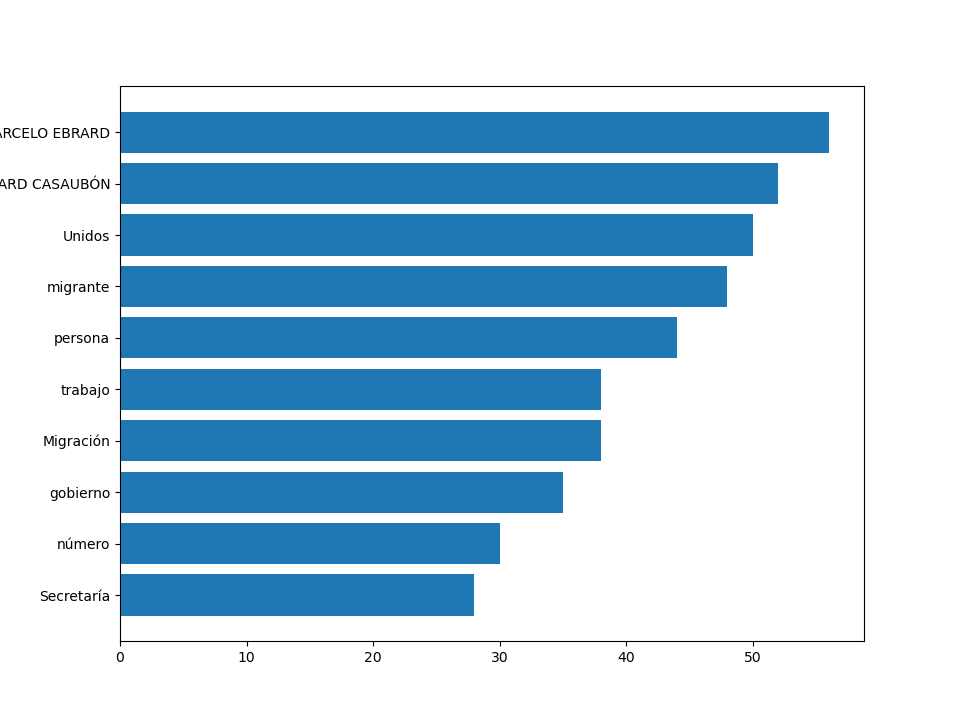 ARCELO EBRARD
ARD CASAUBÓN
Unidos
migrante
persona
trabajo
Migración
gobierno
número
Secretaría
0 10 20 30 40 50